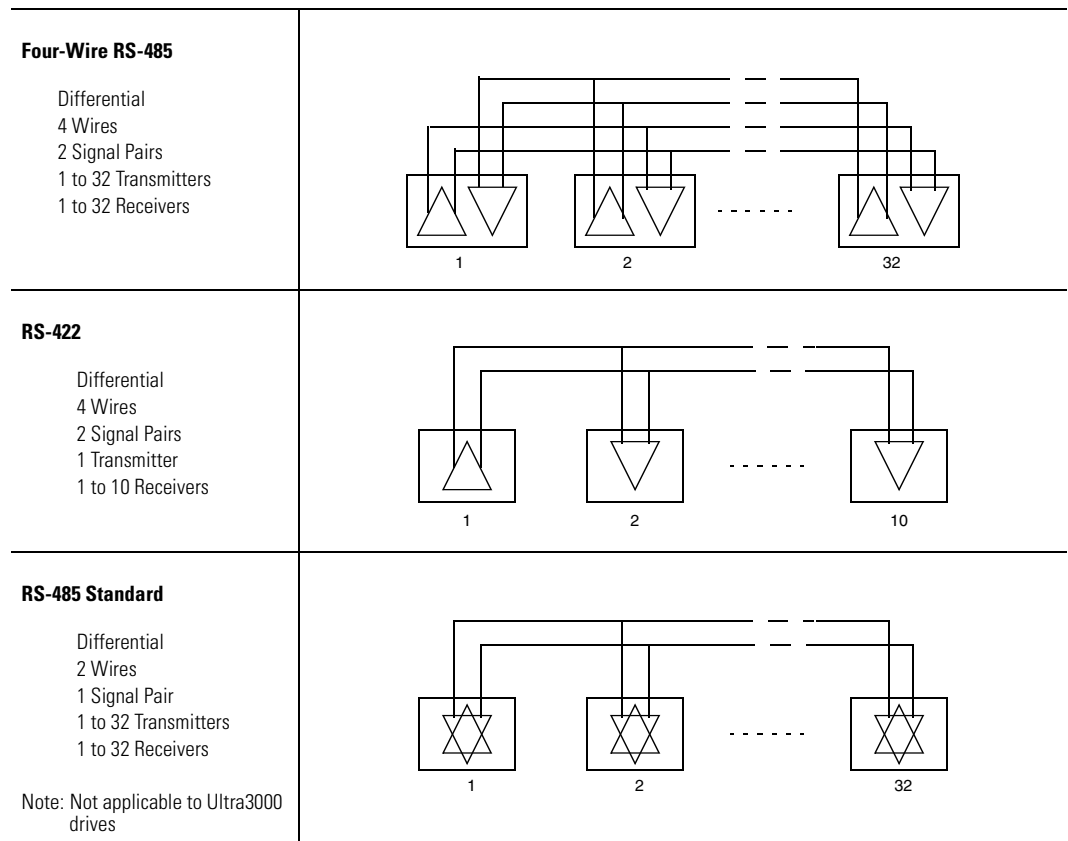 Four-Wire RS-485
Differential
4 Wires
2 Signal Pairs
1 to 32 Transmitters
1 to 32 Receivers
1 2 32
RS-422
Differential
4 Wires
2 Signal Pairs
1 Transmitter
1 to 10 Receivers
1 2 10
RS-485 Standard
Differential
2 Wires
1 Signal Pair
1 to 32 Transmitters
1 to 32 Receivers
Note: Not applicable to Ultra3000
drives
1 2 32